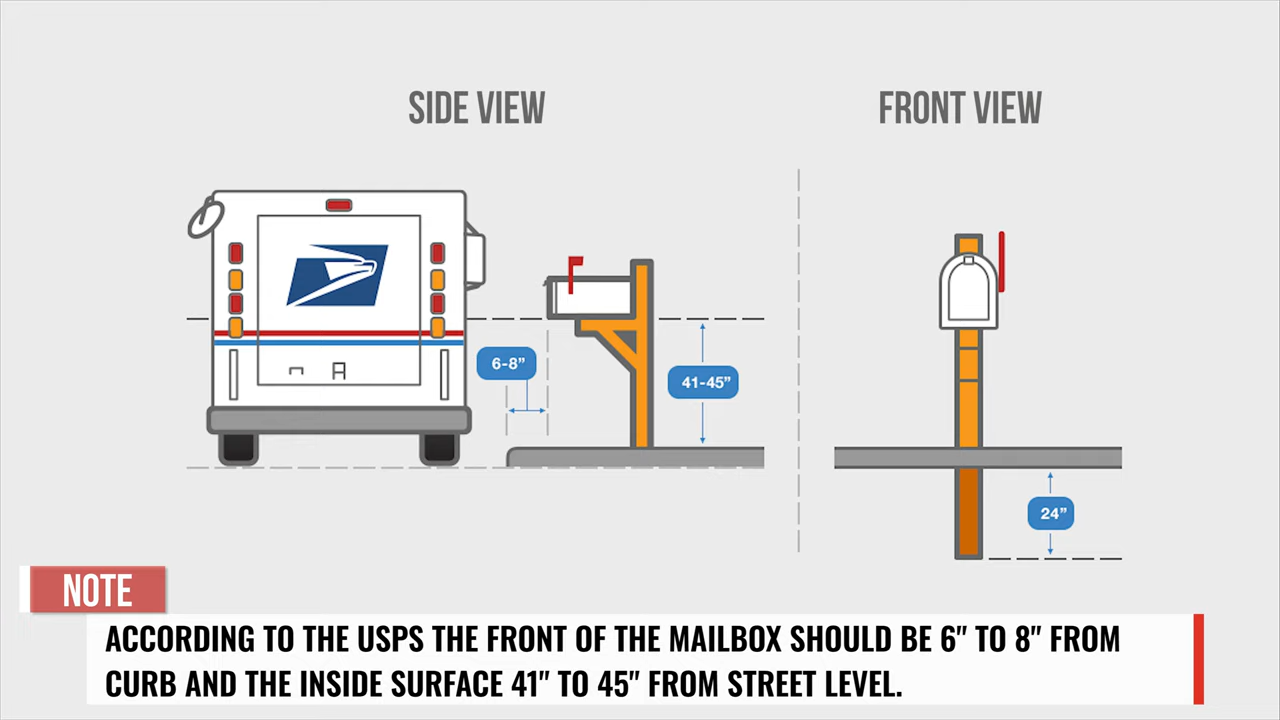 SIDE VIEW
FRONT VIEW
6-8”
41-45”
24”
NOTE
ACCORDING TO THE USPS THE FRONT OF THE MAILBOX SHOULD BE 6" TO 8" FROM
CURB AND THE INSIDE SURFACE 41" TO 45" FROM STREET LEVEL.